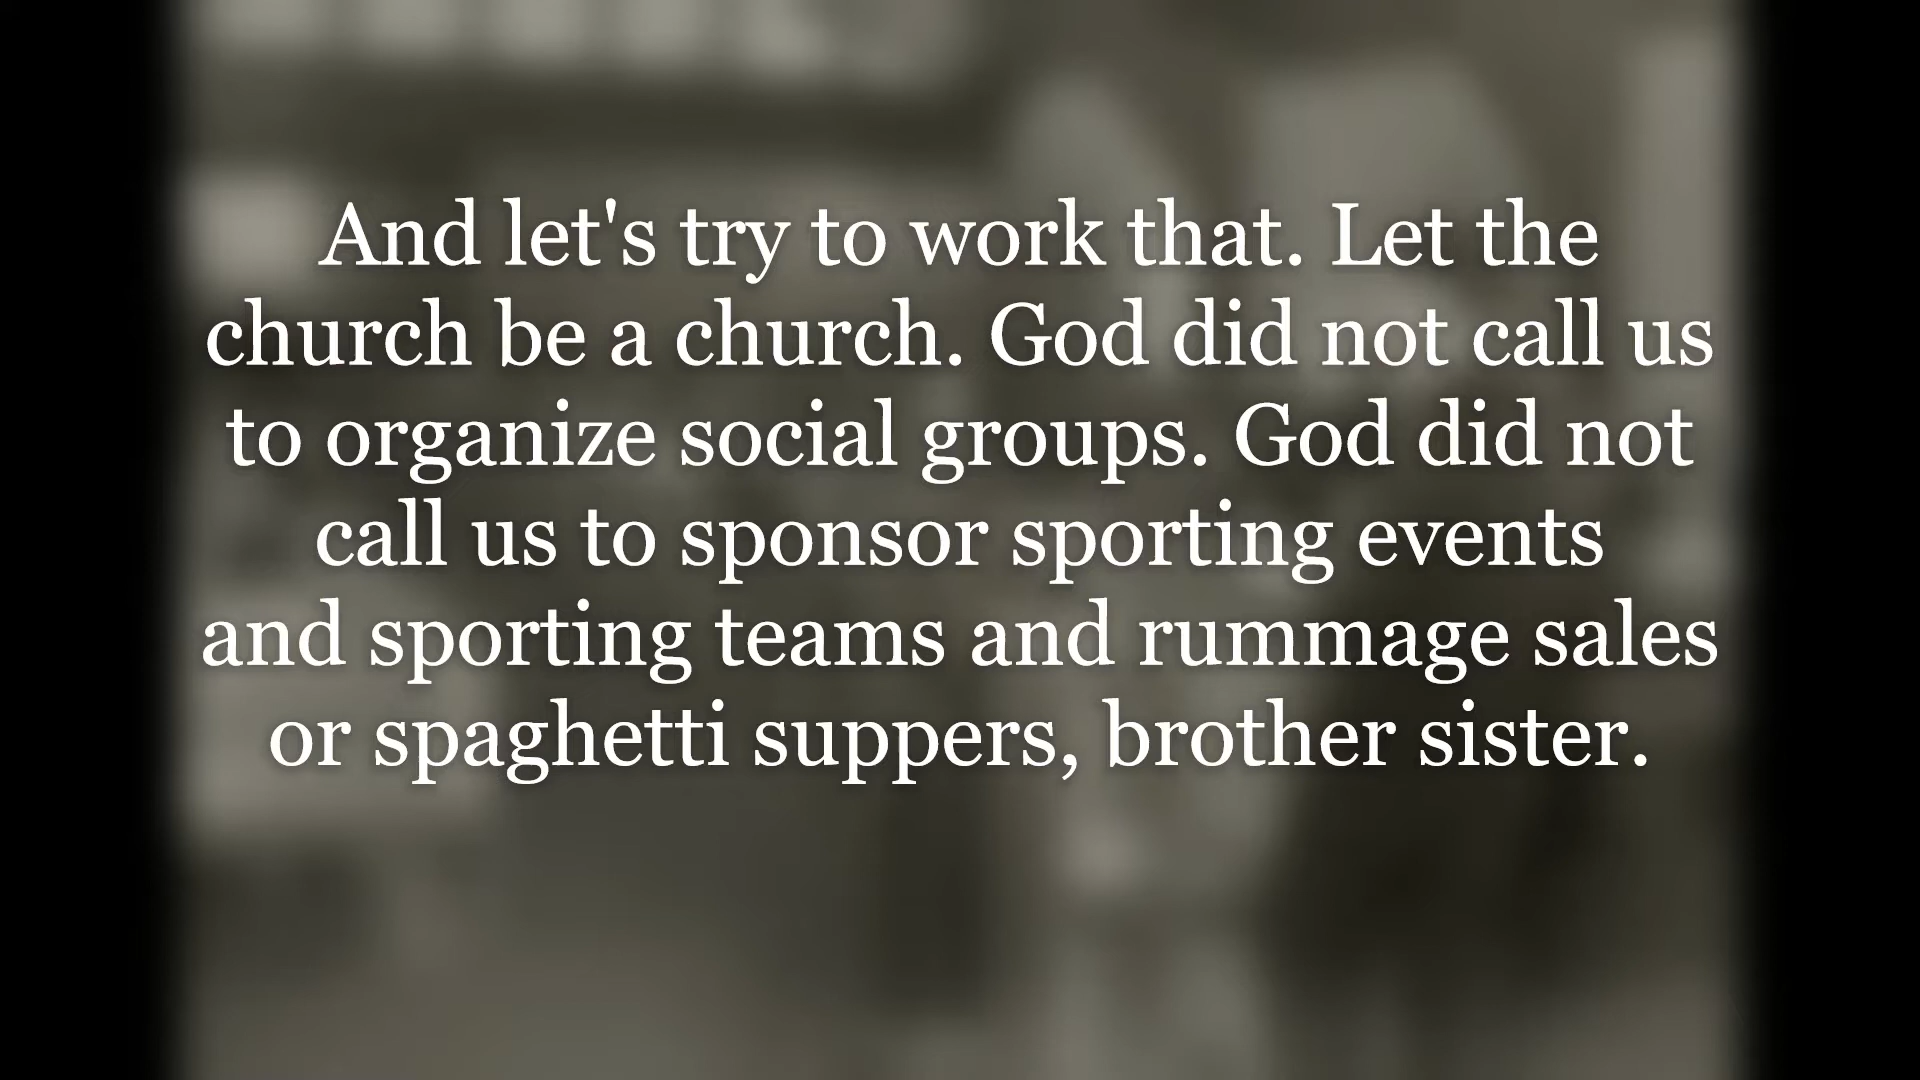 And let's try to work that. Let the
church be a church. God did not call us
to organize social groups. God did not
call us to sponsor sporting events
and sporting teams and rummage sales
or spaghetti suppers, brother sister.